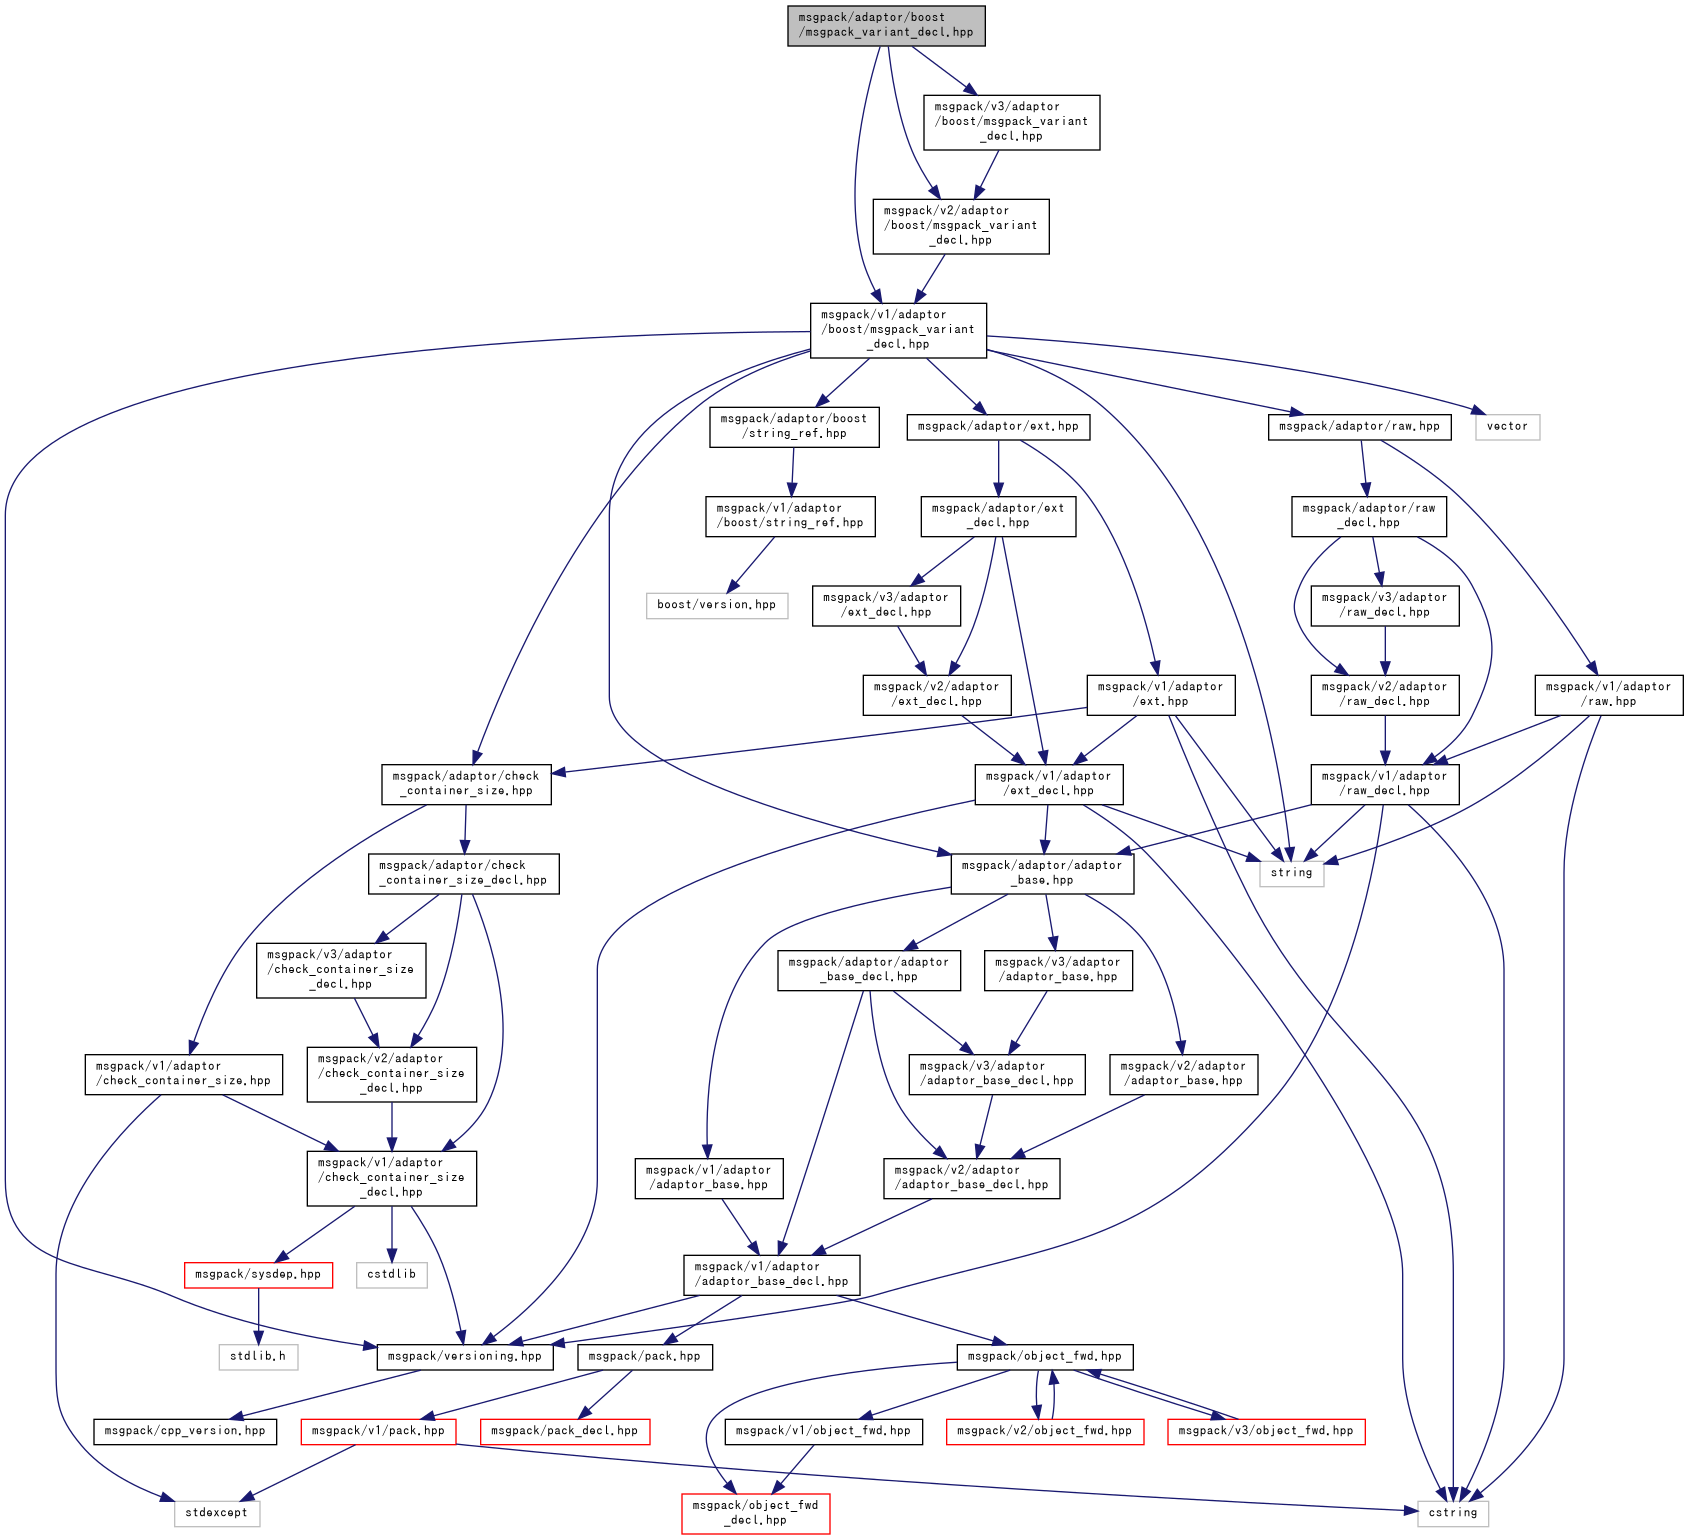 msgpack/adaptor/boost
/msgpack_variant_decl.hpp
msgpack/v3/adaptor
/boost/msgpack_variant
_decl.hpp
msgpack/v2/adaptor
/boost/msgpack_variant
_decl.hpp
msgpack/v1/adaptor
/boost/msgpack_variant
_decl.hpp
msgpack/adaptor/boost
/string_ref.hpp
msgpack/adaptor/ext.hpp
msgpack/adaptor/raw.hpp
vector
msgpack/v1/adaptor
/boost/string_ref.hpp
msgpack/adaptor/ext
_decl.hpp
msgpack/adaptor/raw
_decl.hpp
boost/version.hpp
msgpack/v3/adaptor
/ext_decl.hpp
msgpack/v3/adaptor
/raw_decl.hpp
msgpack/v2/adaptor
/ext_decl.hpp
msgpack/v1/adaptor
/ext.hpp
msgpack/v2/adaptor
/raw_decl.hpp
msgpack/v1/adaptor
/raw.hpp
msgpack/adaptor/check
_container_size.hpp
msgpack/v1/adaptor
/ext_decl.hpp
msgpack/v1/adaptor
/raw_decl.hpp
msgpack/adaptor/check
_container_size_decl.hpp
msgpack/adaptor/adaptor
_base.hpp
string
msgpack/v3/adaptor
/check_container_size
_decl.hpp
msgpack/adaptor/adaptor
_base_decl.hpp
msgpack/v3/adaptor
/adaptor_base.hpp
msgpack/v1/adaptor
/check_container_size.hpp
msgpack/v2/adaptor
/check_container_size
_decl.hpp
msgpack/v3/adaptor
/adaptor_base_decl.hpp
msgpack/v2/adaptor
/adaptor_base.hpp
msgpack/v1/adaptor
/check_container_size
_decl.hpp
msgpack/v1/adaptor
/adaptor_base.hpp
msgpack/v2/adaptor
/adaptor_base_decl.hpp
msgpack/sysdep.hpp
cstdlib
msgpack/v1/adaptor
/adaptor_base_decl.hpp
stdlib.h
msgpack/versioning.hpp
msgpack/pack.hpp
msgpack/object_fwd.hpp
msgpack/cpp_version.hpp
msgpack/v1/pack.hpp
msgpack/pack_decl.hpp
msgpack/v1/object_fwd.hpp
msgpack/v2/object_fwd.hpp
msgpack/v3/object_fwd.hpp
stdexcept
msgpack/object_fwd
_decl.hpp
cstring